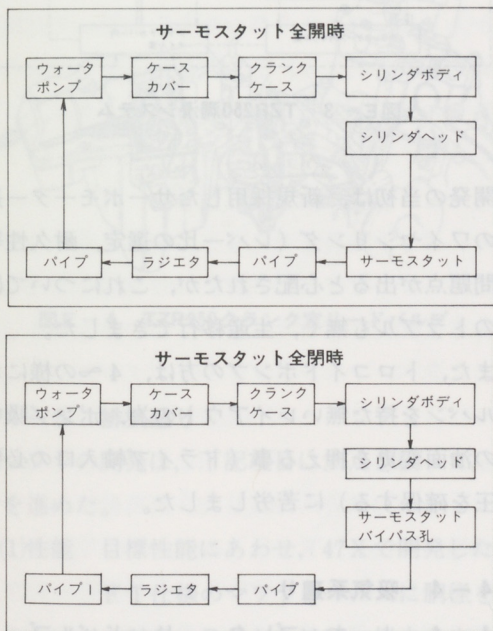 サーモスタット全開時
ウォータ
ポンプ
ケース
カバー
クランク
ケース
シリンダボディ
シリンダヘッド
サーモスタット
パイプ
ラジエタ
パイプ
サーモスタット全閉時
ウォータ
ポンプ
ケース
カバー
クランク
ケース
シリンダボディ
シリンダヘッド
サーモスタット
バイパス孔
パイプ
ラジエタ
パイプ I